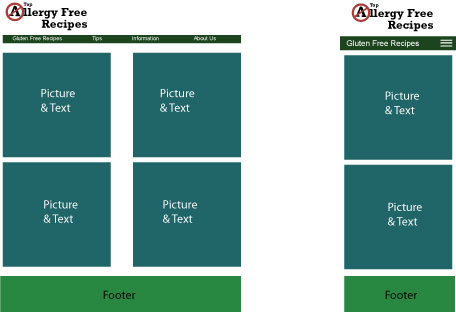 Top
Allergy Free
Recipes
Gluten Free Recipes Tips Information About Us
Picture
& Text
Picture
& Text
Picture
& Text
Picture
& Text
Footer
Top
Allergy Free
Recipes
Gluten Free Recipes
Picture
& Text
Picture
& Text
Footer